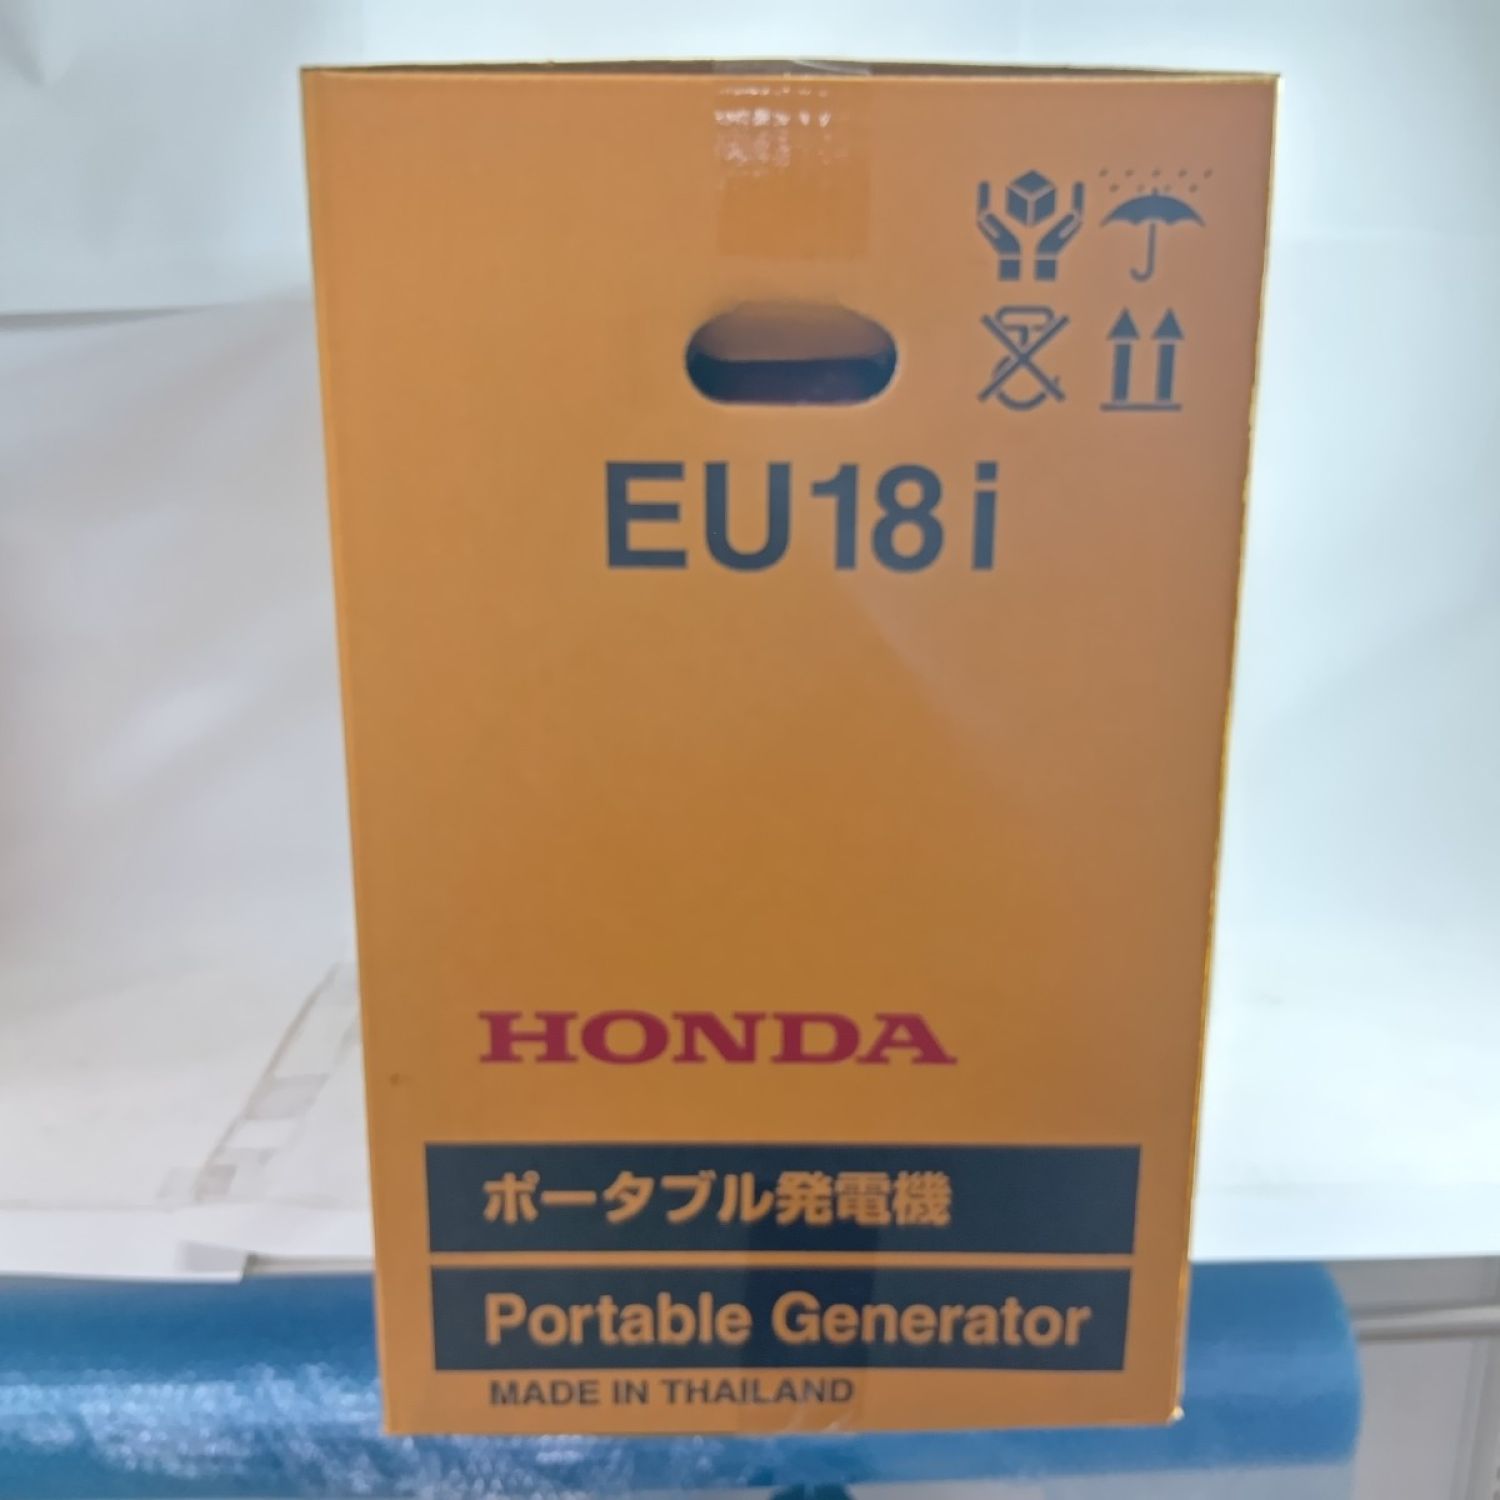 EU18i
HONDA
ポータブル発電機
Portable Generator
MADE IN THAILAND